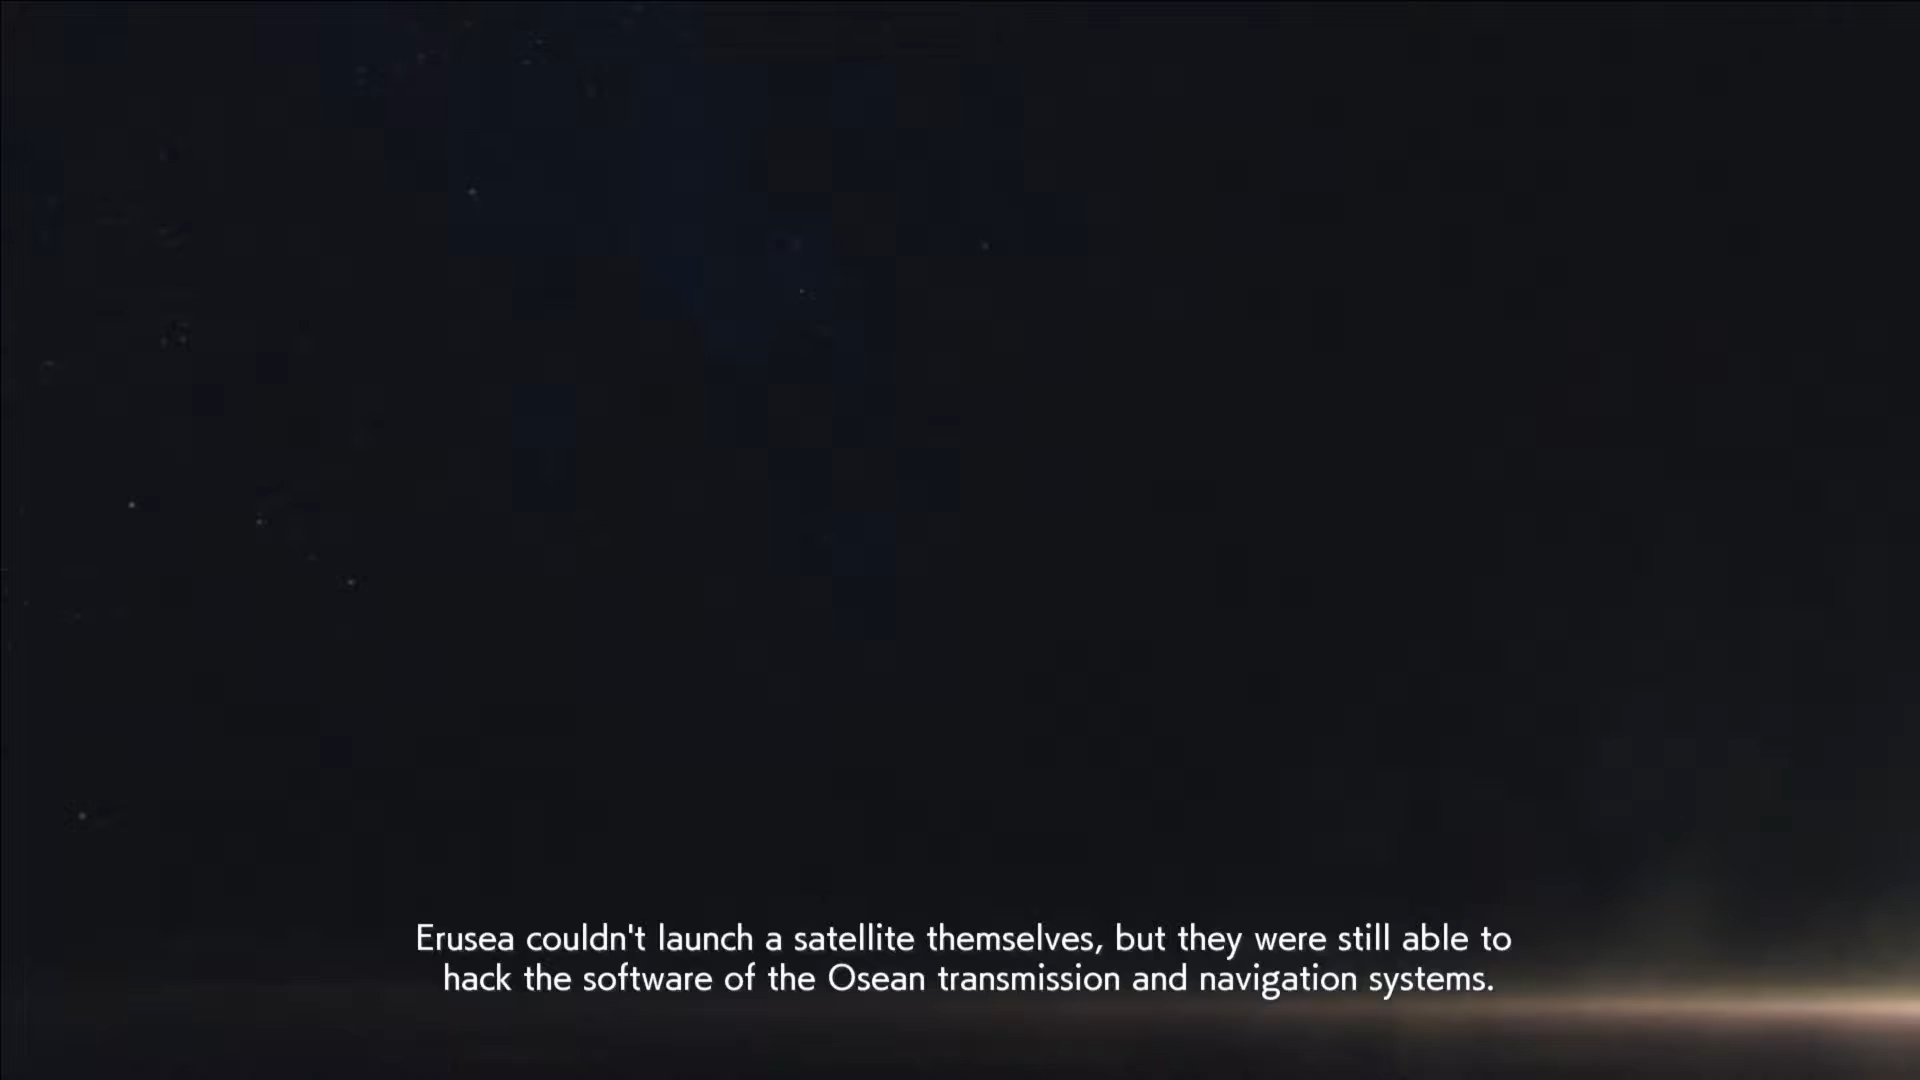 Erusea couldn't launch a satellite themselves, but they were still able to
hack the software of the Osean transmission and navigation systems.